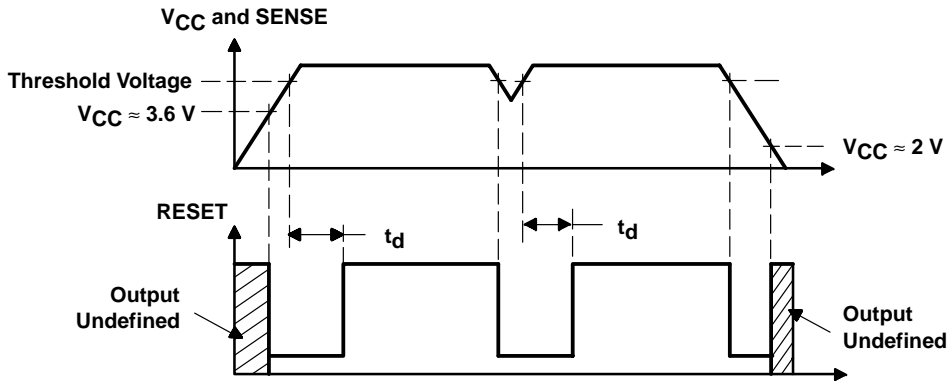 VCC and SENSE
Threshold Voltage
VCC ≈ 3.6 V
VCC ≈ 2 V
RESET
td
td
Output
Undefined
Output
Undefined